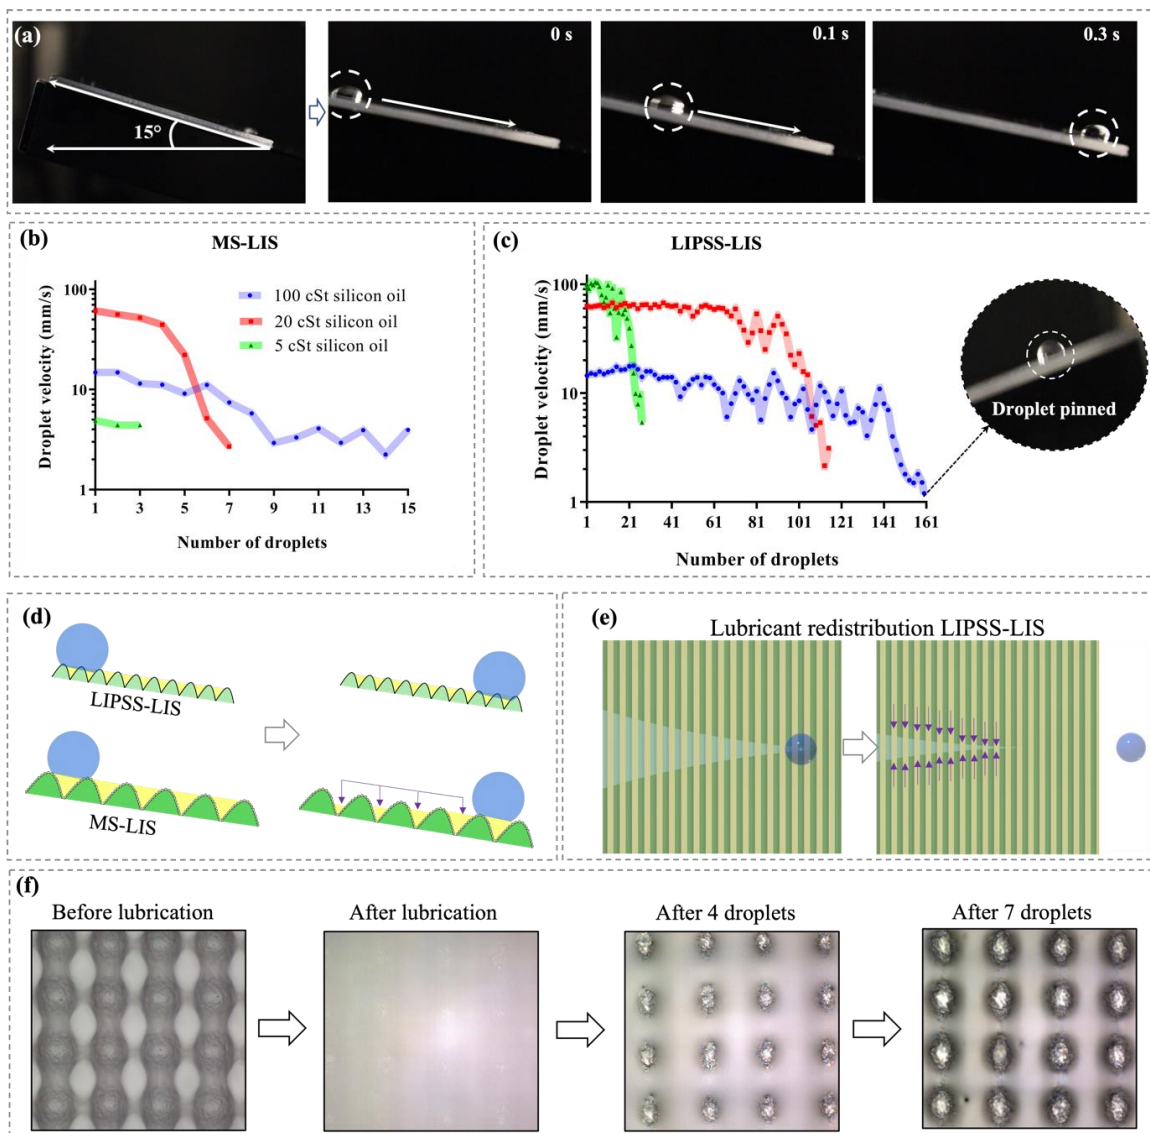 (a)
15°
0 s
0.1 s
0.3 s
(b)
MS-LIS
Droplet velocity (mm/s)
100
10
1
100 cSt silicon oil
20 cSt silicon oil
5 cSt silicon oil
1 3 5 7 9 11 13 15
Number of droplets
(c)
LIPSS-LIS
Droplet velocity (mm/s)
100
10
1
1 21 41 61 81 101 121 141 161
Number of droplets
Droplet pinned
(d)
LIPSS-LIS
MS-LIS
(e)
Lubricant redistribution LIPSS-LIS
(f)
Before lubrication
After lubrication
After 4 droplets
After 7 droplets